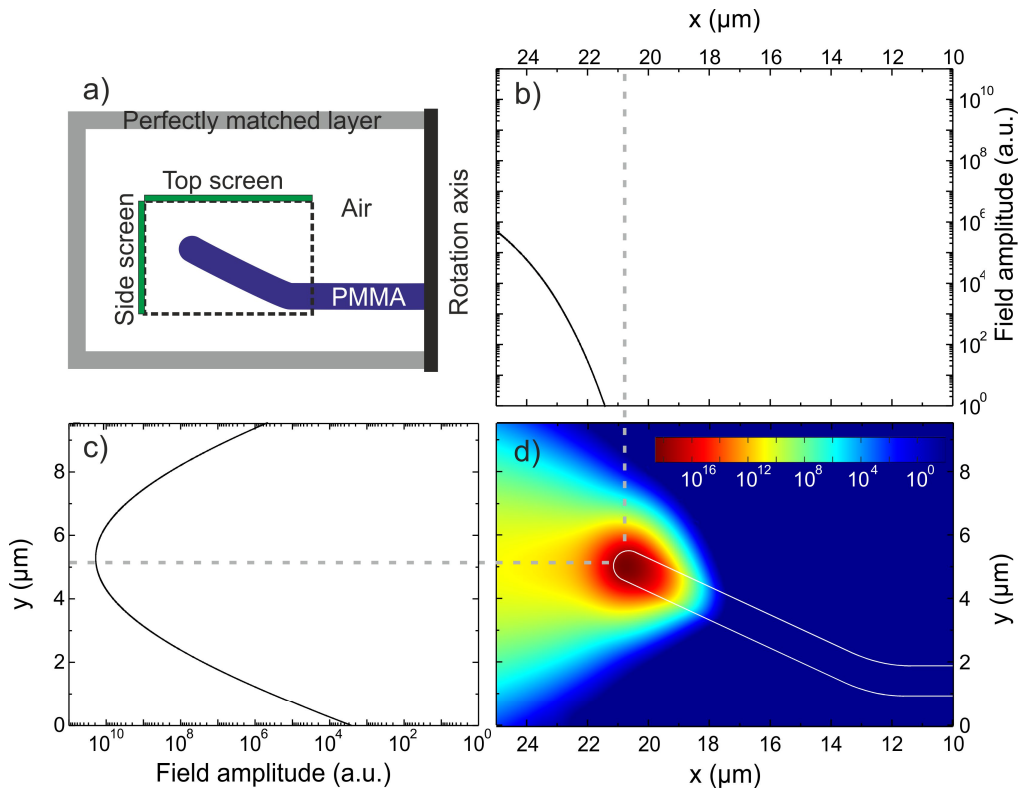 x (µm)
24 22 20 18 16 14 12 10
a)
Perfectly matched layer
Top screen
Air
Side screen
PMMA
Rotation axis
b)
10^10
10^8
10^6
10^4
10^2
10^0
Field amplitude (a.u.)
c)
8
6
4
2
0
y (µm)
10^10 10^8 10^6 10^4 10^2 10^0
Field amplitude (a.u.)
d)
10^16 10^12 10^8 10^4 10^0
8
6
4
2
0
y (µm)
24 22 20 18 16 14 12 10
x (µm)